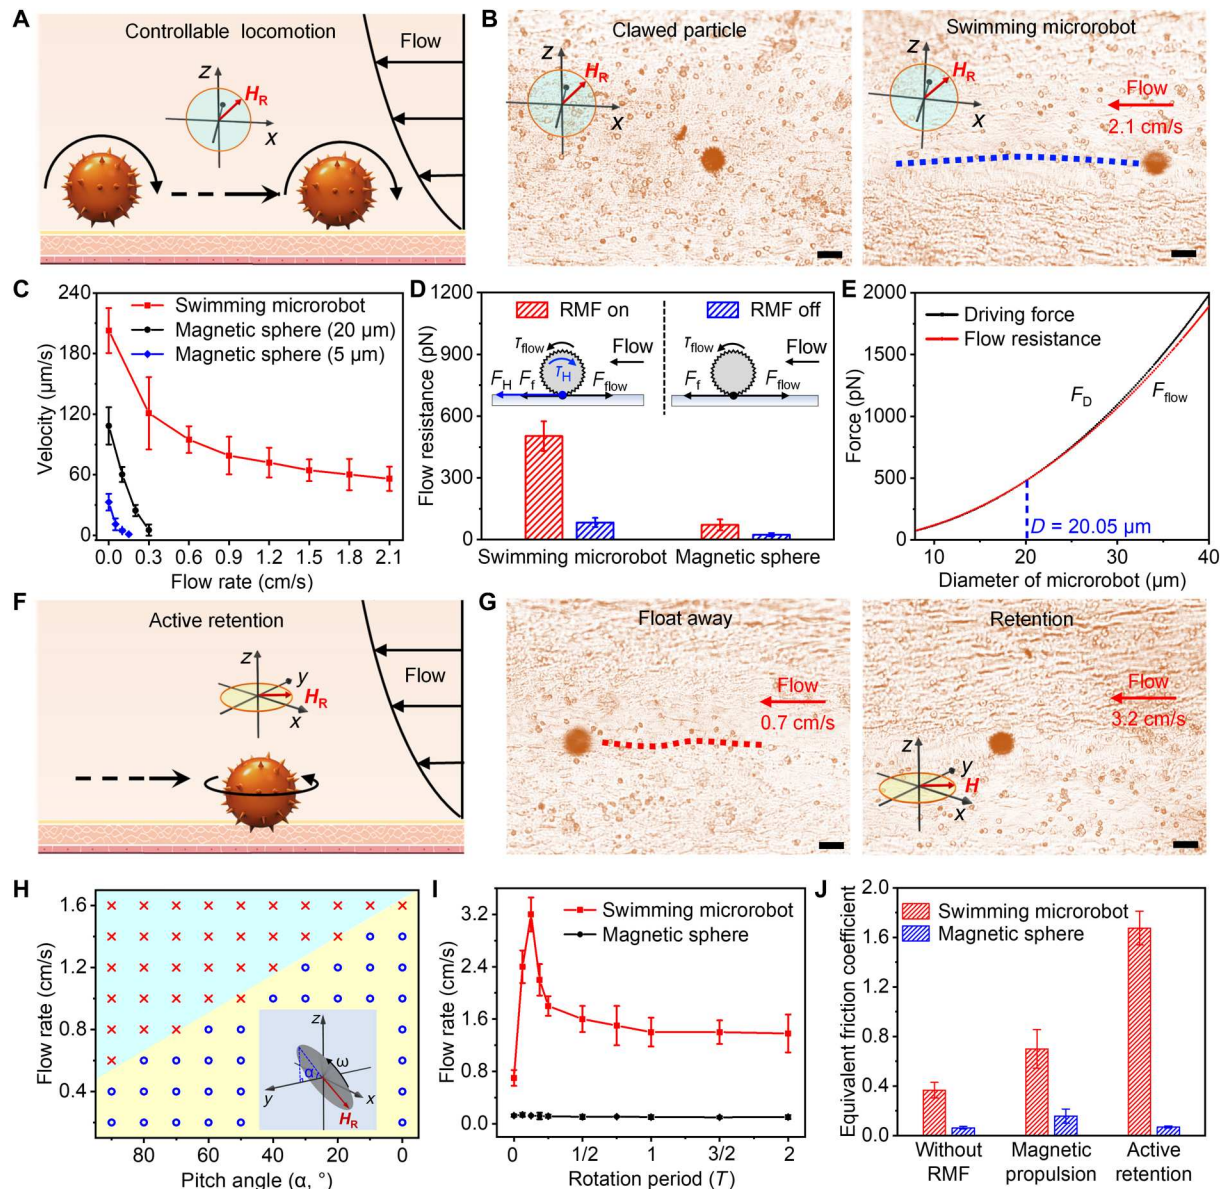 A
Controllable locomotion
Flow
z
H_R
x
B
Clawed particle
z
H_R
x
Swimming microrobot
z
H_R
x
Flow
2.1 cm/s
C
Velocity (μm/s)
240
180
120
60
0
Swimming microrobot
Magnetic sphere (20 μm)
Magnetic sphere (5 μm)
0.0 0.3 0.6 0.9 1.2 1.5 1.8 2.1
Flow rate (cm/s)
D
Flow resistance (pN)
1200
900
600
300
0
RMF on
RMF off
τ_flow
Flow
τ_H
F_H F_f F_flow
τ_flow
Flow
F_f F_flow
Swimming microrobot Magnetic sphere
E
Force (pN)
2000
1500
1000
500
0
Driving force
Flow resistance
F_D
F_flow
D = 20.05 μm
10 20 30 40
Diameter of microrobot (μm)
F
Active retention
Flow
z
y
H_R
x
G
Float away
Flow
0.7 cm/s
Retention
Flow
3.2 cm/s
z
y
H
x
H
Flow rate (cm/s)
1.6
1.2
0.8
0.4
z
ω
α
y
x
H_R
80 60 40 20 0
Pitch angle (α, °)
I
Flow rate (cm/s)
3.2
2.4
1.6
0.8
0.0
Swimming microrobot
Magnetic sphere
0 1/2 1 3/2 2
Rotation period (T)
J
Equivalent friction coefficient
2.0
1.6
1.2
0.8
0.4
0.0
Swimming microrobot
Magnetic sphere
Without RMF
Magnetic propulsion
Active retention